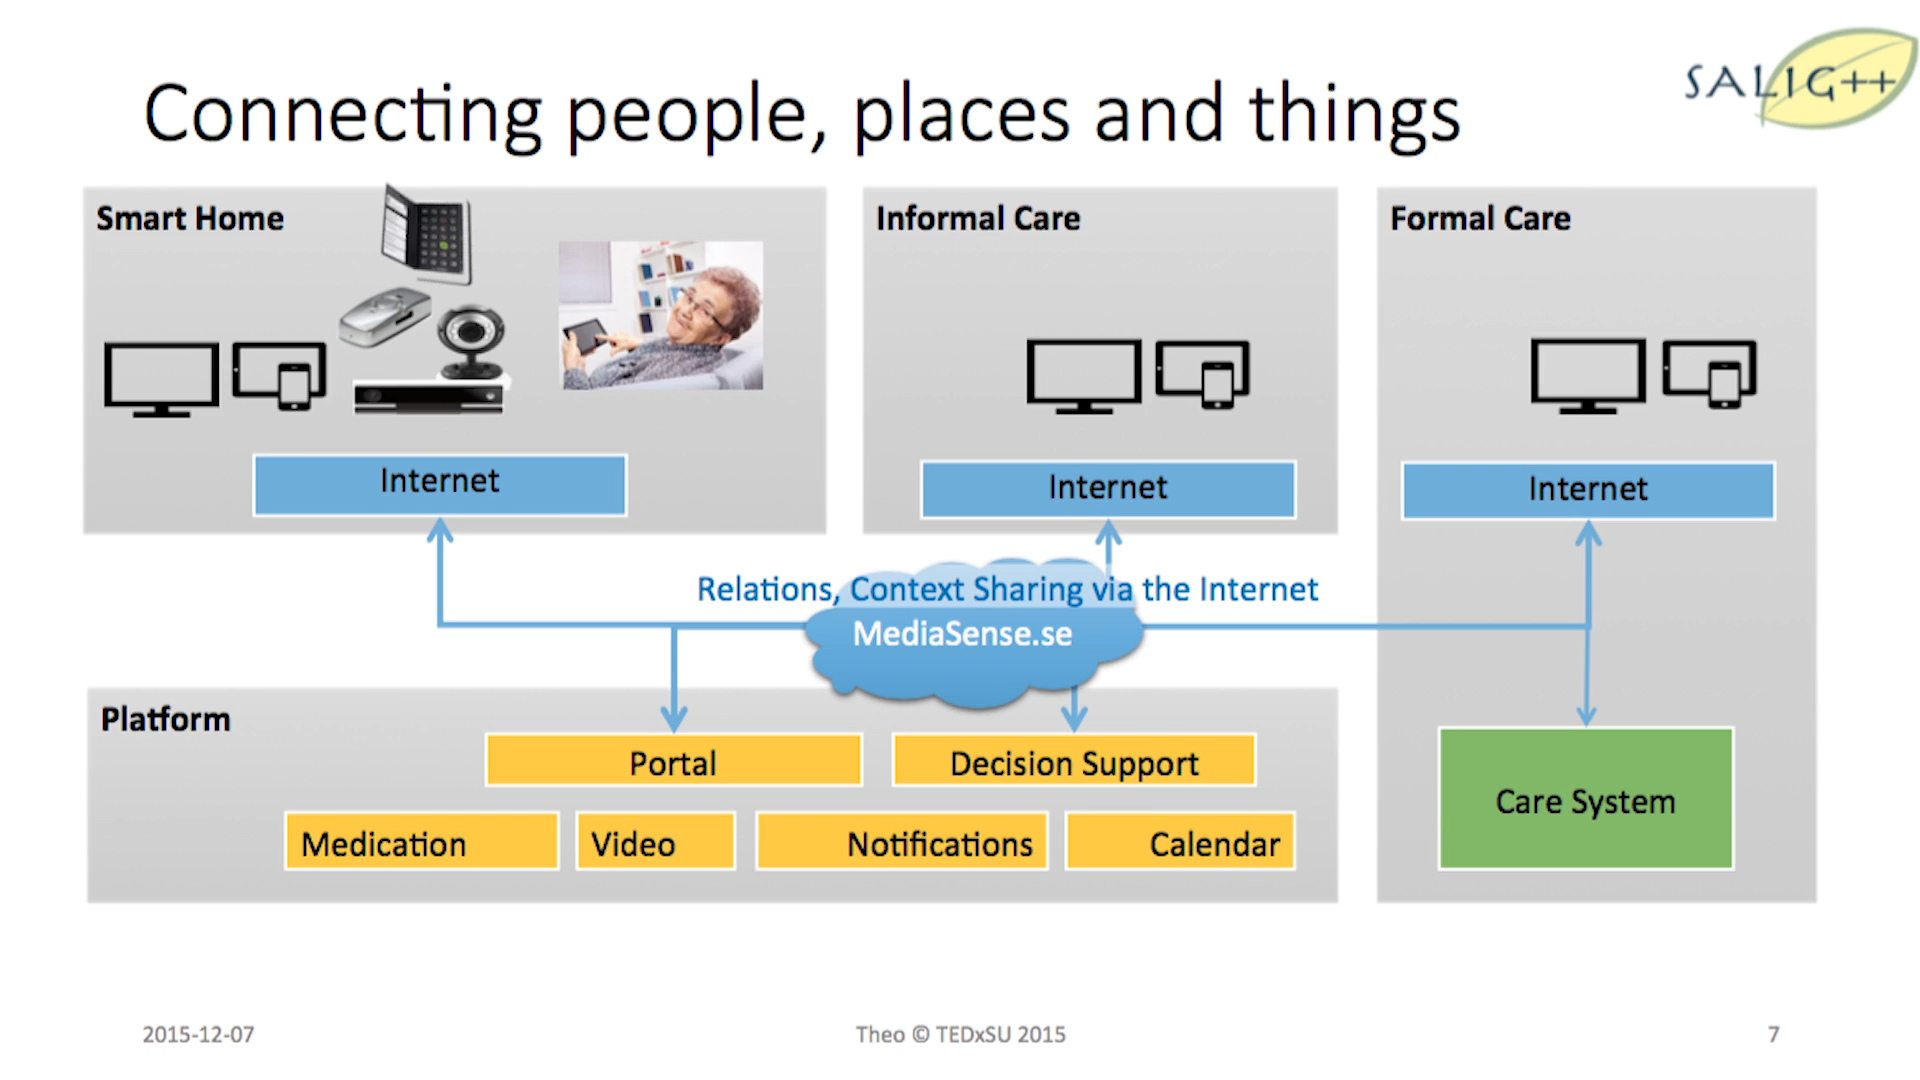 SALIG++
Connecting people, places and things
Smart Home
Informal Care
Formal Care
Internet
Internet
Internet
Relations, Context Sharing via the Internet
MediaSense.se
Platform
Portal
Decision Support
Care System
Medication
Video
Notifications
Calendar
2015-12-07
Theo © TEDxSU 2015
7